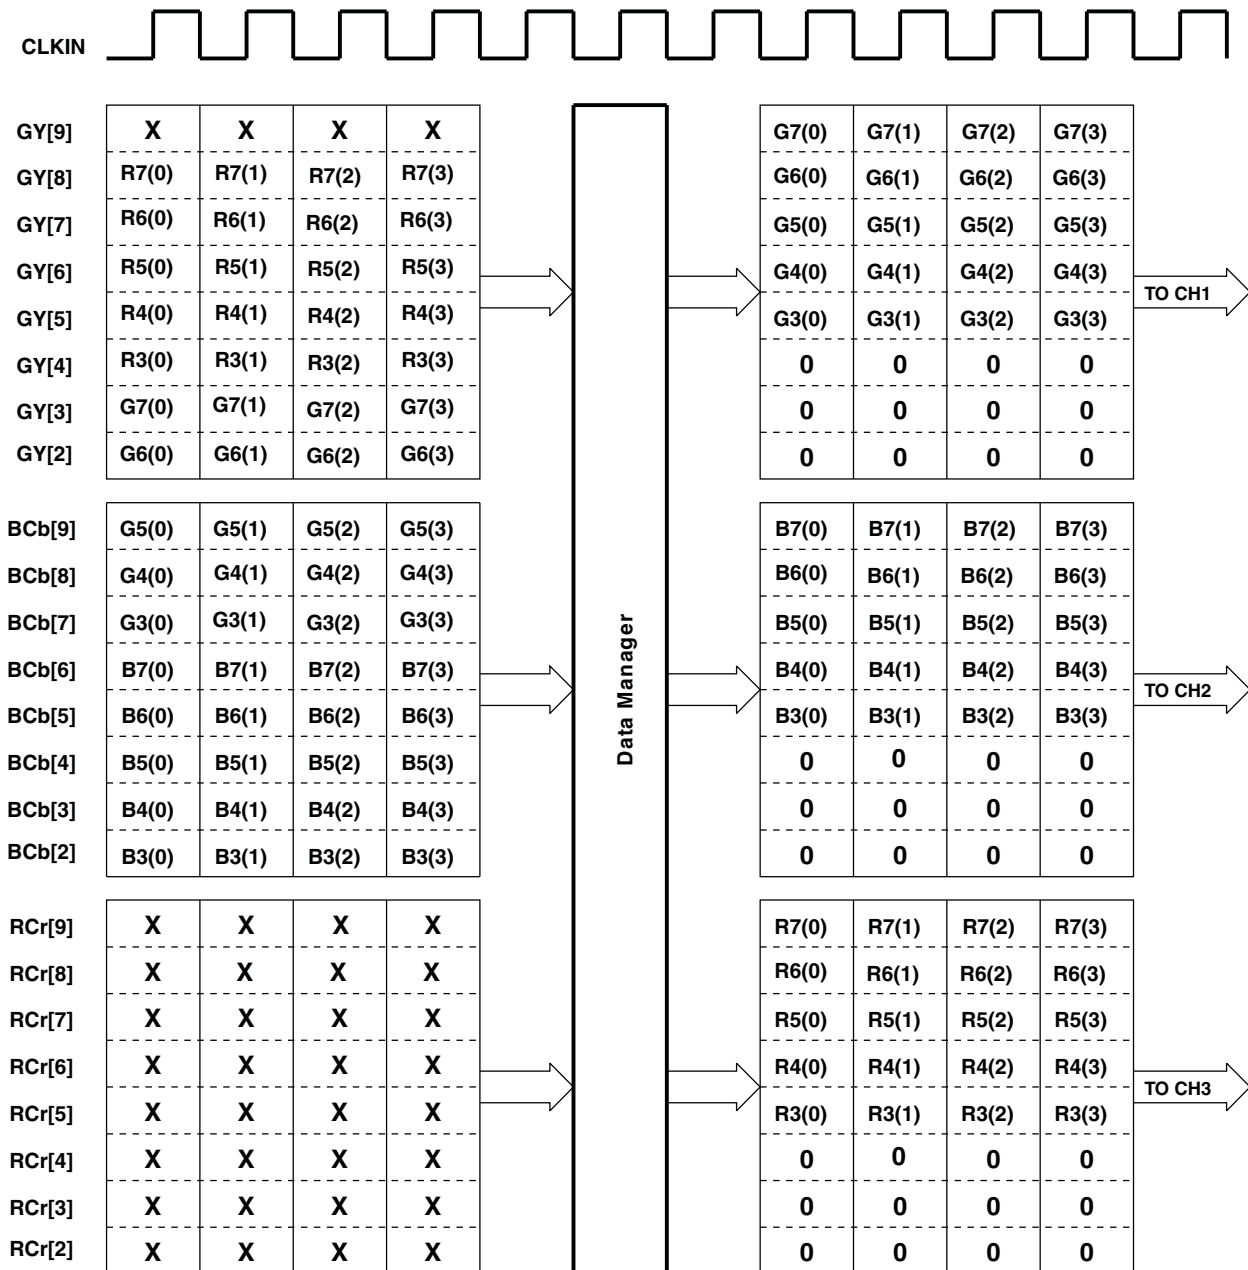 CLKIN
GY[9] X X X X G7(0) G7(1) G7(2) G7(3)
GY[8] R7(0) R7(1) R7(2) R7(3) G6(0) G6(1) G6(2) G6(3)
GY[7] R6(0) R6(1) R6(2) R6(3) G5(0) G5(1) G5(2) G5(3)
GY[6] R5(0) R5(1) R5(2) R5(3) G4(0) G4(1) G4(2) G4(3)
TO CH1
GY[5] R4(0) R4(1) R4(2) R4(3) G3(0) G3(1) G3(2) G3(3)
GY[4] R3(0) R3(1) R3(2) R3(3) 0 0 0 0
GY[3] G7(0) G7(1) G7(2) G7(3) 0 0 0 0
GY[2] G6(0) G6(1) G6(2) G6(3) 0 0 0 0
BCb[9] G5(0) G5(1) G5(2) G5(3) B7(0) B7(1) B7(2) B7(3)
BCb[8] G4(0) G4(1) G4(2) G4(3) B6(0) B6(1) B6(2) B6(3)
BCb[7] G3(0) G3(1) G3(2) G3(3) B5(0) B5(1) B5(2) B5(3)
BCb[6] B7(0) B7(1) B7(2) B7(3) B4(0) B4(1) B4(2) B4(3)
Data Manager
TO CH2
BCb[5] B6(0) B6(1) B6(2) B6(3) B3(0) B3(1) B3(2) B3(3)
BCb[4] B5(0) B5(1) B5(2) B5(3) 0 0 0 0
BCb[3] B4(0) B4(1) B4(2) B4(3) 0 0 0 0
BCb[2] B3(0) B3(1) B3(2) B3(3) 0 0 0 0
RCr[9] X X X X R7(0) R7(1) R7(2) R7(3)
RCr[8] X X X X R6(0) R6(1) R6(2) R6(3)
RCr[7] X X X X R5(0) R5(1) R5(2) R5(3)
RCr[6] X X X X R4(0) R4(1) R4(2) R4(3)
TO CH3
RCr[5] X X X X R3(0) R3(1) R3(2) R3(3)
RCr[4] X X X X 0 0 0 0
RCr[3] X X X X 0 0 0 0
RCr[2] X X X X 0 0 0 0